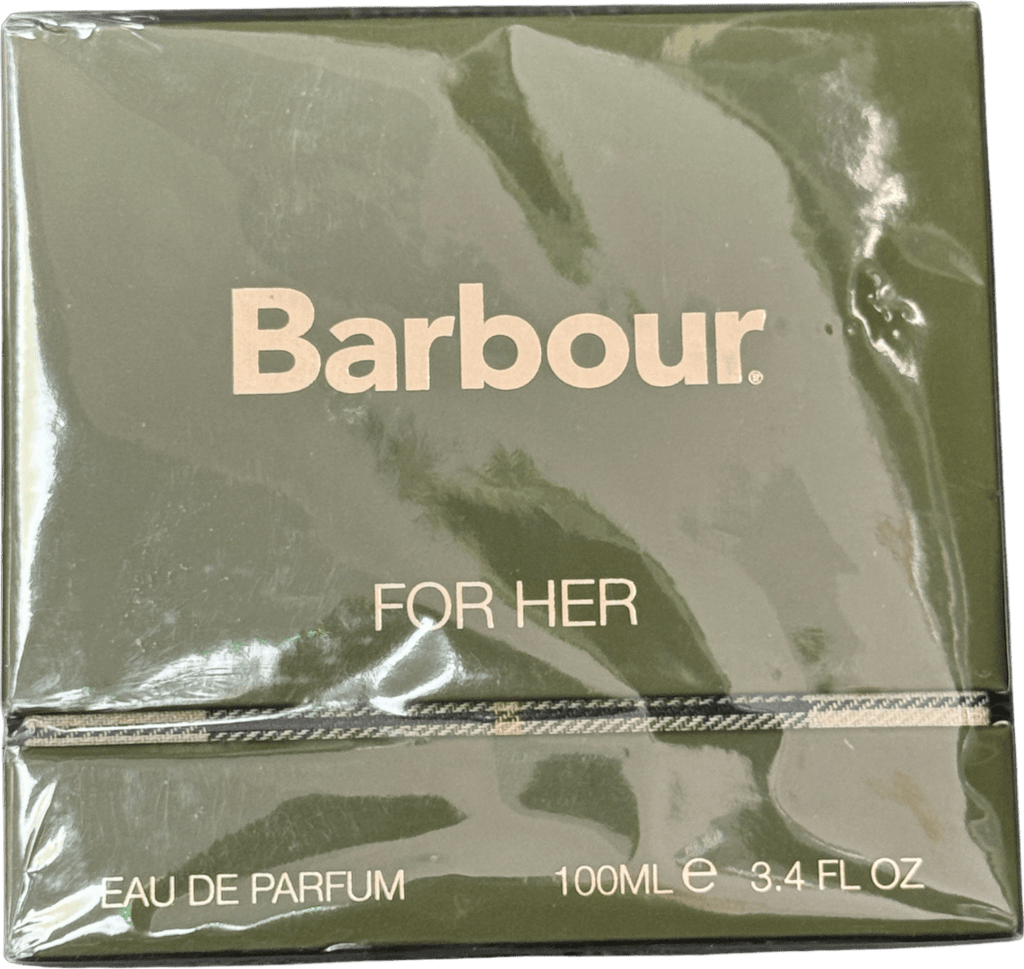 Barbour®
FOR HER
EAU DE PARFUM 100ML ℮ 3.4 FL OZ